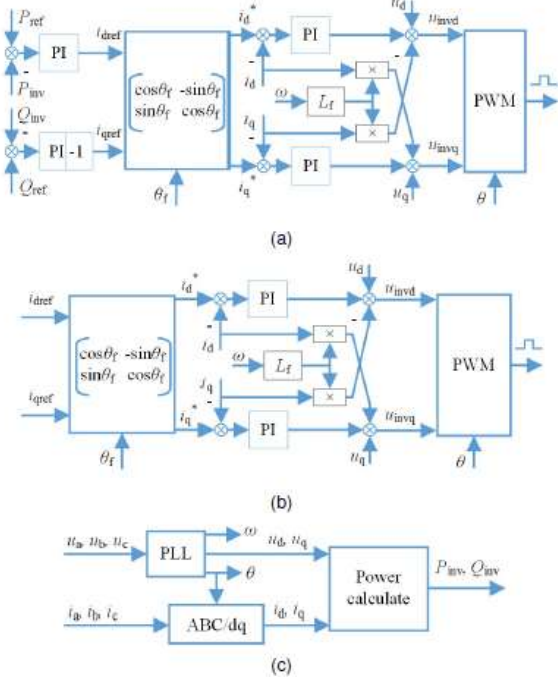 P_ref
i_dref
i_d*
u_d
u_invd
PI
cosθ_f -sinθ_f
sinθ_f cosθ_f
PI
-
P_inv
-
i_d
×
-
ω
L_f
PWM
Q_inv
-
i_q
-
×
i_qref
PI -1
PI
u_invq
Q_ref
θ_f
i_q*
u_q
θ
(a)
i_dref
i_d*
u_d
u_invd
PI
-
i_d
×
-
cosθ_f -sinθ_f
sinθ_f cosθ_f
ω
L_f
PWM
i_q
-
×
i_qref
i_q*
PI
u_invq
θ_f
u_q
θ
(b)
u_a, u_b, u_c
PLL
ω
u_d, u_q
θ
Power
calculate
P_inv, Q_inv
i_a, i_b, i_c
ABC/dq
i_d, i_q
(c)